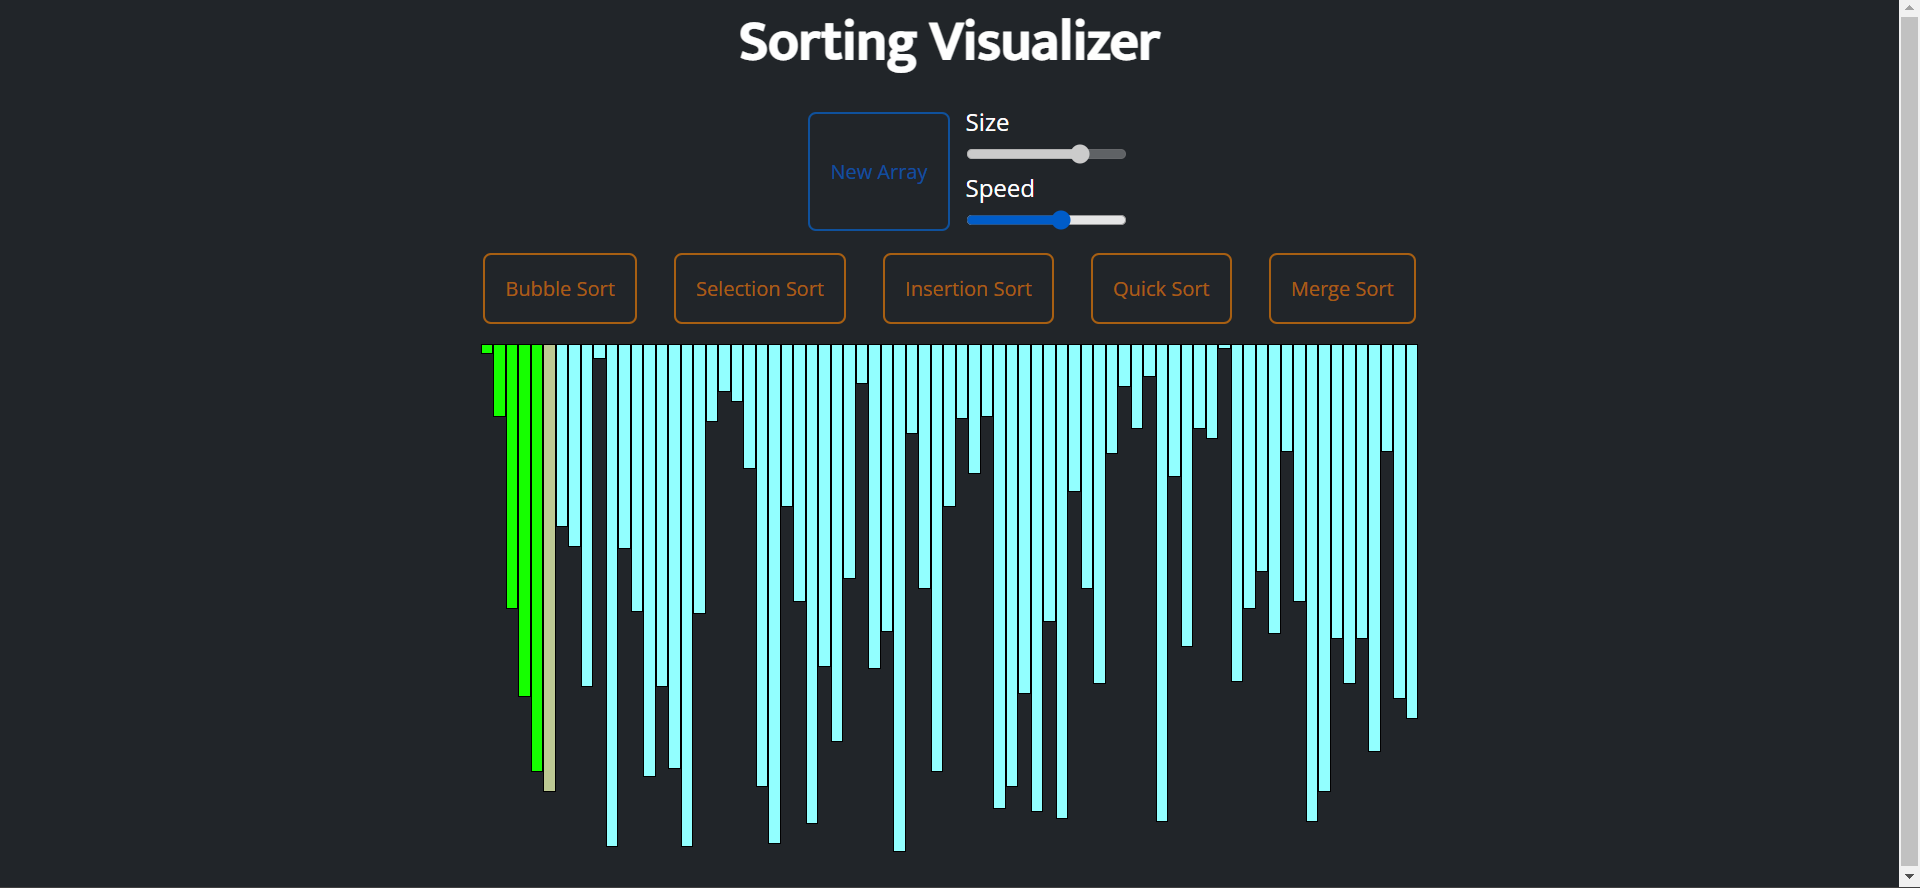 Sorting Visualizer
New Array
Size
Speed
Bubble Sort
Selection Sort
Insertion Sort
Quick Sort
Merge Sort